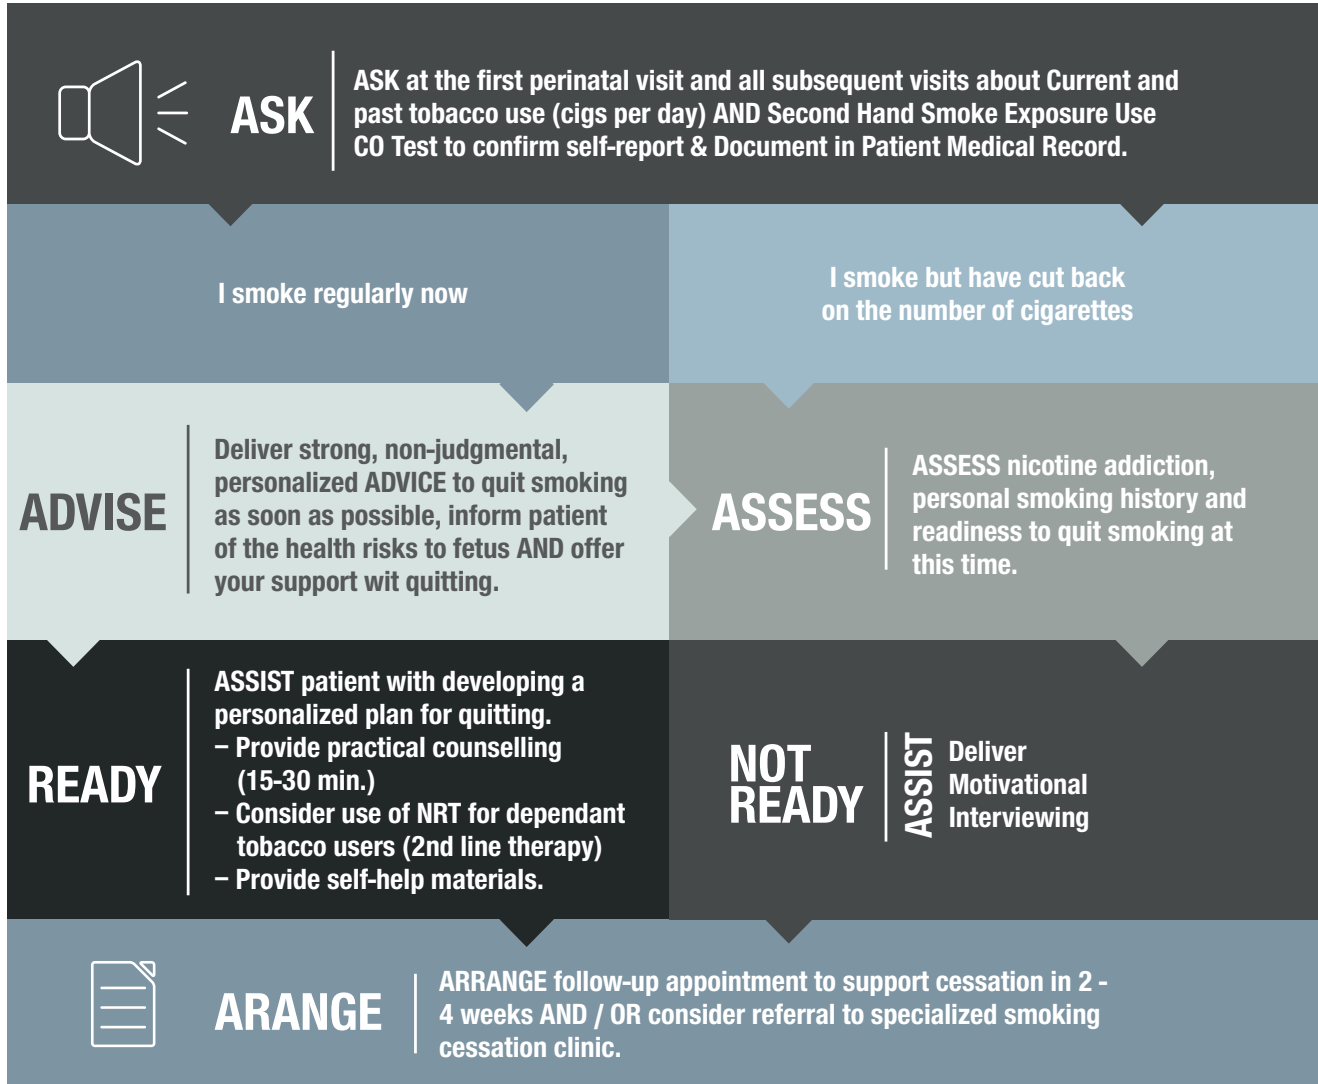 ASK
ASK at the first perinatal visit and all subsequent visits about Current and
past tobacco use (cigs per day) AND Second Hand Smoke Exposure Use
CO Test to confirm self-report & Document in Patient Medical Record.
I smoke regularly now
I smoke but have cut back
on the number of cigarettes
ADVISE
Deliver strong, non-judgmental,
personalized ADVICE to quit smoking
as soon as possible, inform patient
of the health risks to fetus AND offer
your support wit quitting.
ASSESS
ASSESS nicotine addiction,
personal smoking history and
readiness to quit smoking at
this time.
READY
ASSIST patient with developing a
personalized plan for quitting.
– Provide practical counselling
(15-30 min.)
– Consider use of NRT for dependant
tobacco users (2nd line therapy)
– Provide self-help materials.
NOT
READY
ASSIST
Deliver
Motivational
Interviewing
ARANGE
ARRANGE follow-up appointment to support cessation in 2 -
4 weeks AND / OR consider referral to specialized smoking
cessation clinic.